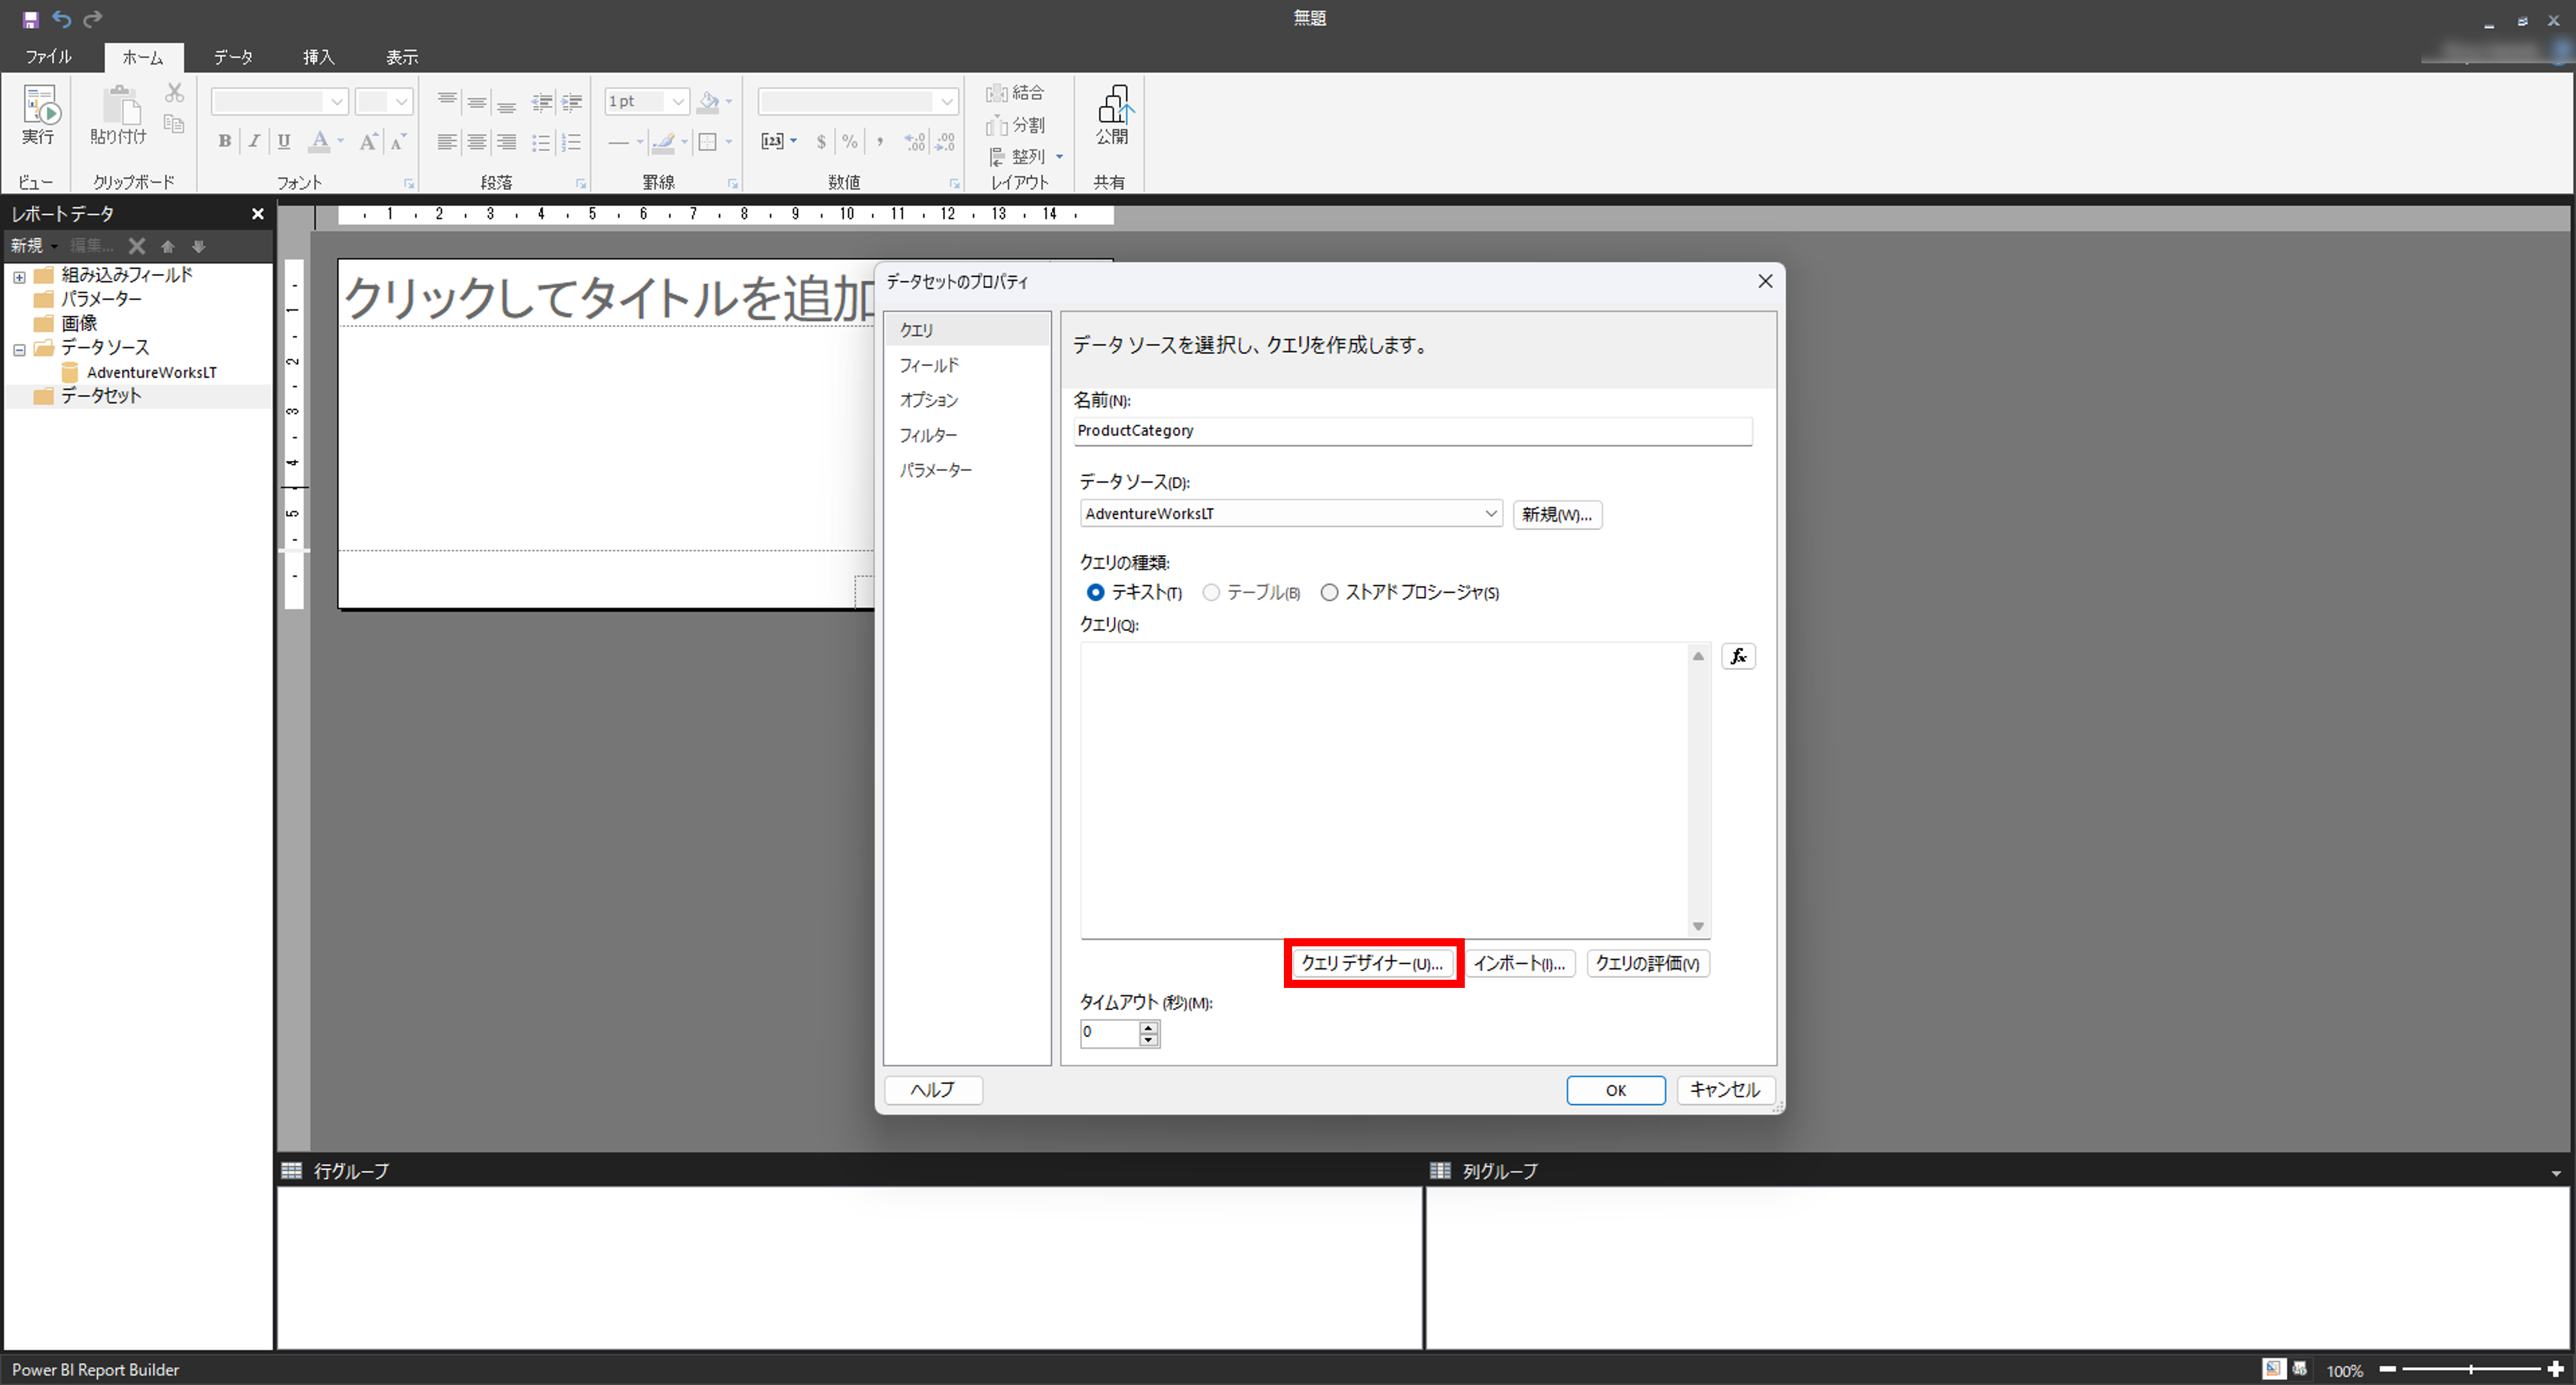 無題
ファイル ホーム データ 挿入 表示
実行
ビュー
貼り付け
クリップボード
B I U A A A
フォント
段落
1 pt
罫線
[123] $ % , .0 .00 .00 .0
数値
結合
分割
整列
レイアウト
公開
共有
レポート データ
新規 編集...
組み込みフィールド
パラメーター
画像
データ ソース
AdventureWorksLT
データセット
1 2 3 4 5 6 7 8 9 10 11 12 13 14
1
2
3
4
5
クリックしてタイトルを追加
データセットのプロパティ
クエリ
フィールド
オプション
フィルター
パラメーター
データ ソースを選択し、クエリを作成します。
名前(N):
ProductCategory
データ ソース(D):
AdventureWorksLT
新規(W)...
クエリの種類:
テキスト(T) テーブル(B) ストアド プロシージャ(S)
クエリ(Q):
fx
クエリ デザイナー(U)... インポート(I)... クエリの評価(V)
タイムアウト (秒)(M):
0
ヘルプ OK キャンセル
行グループ
列グループ
Power BI Report Builder
100%